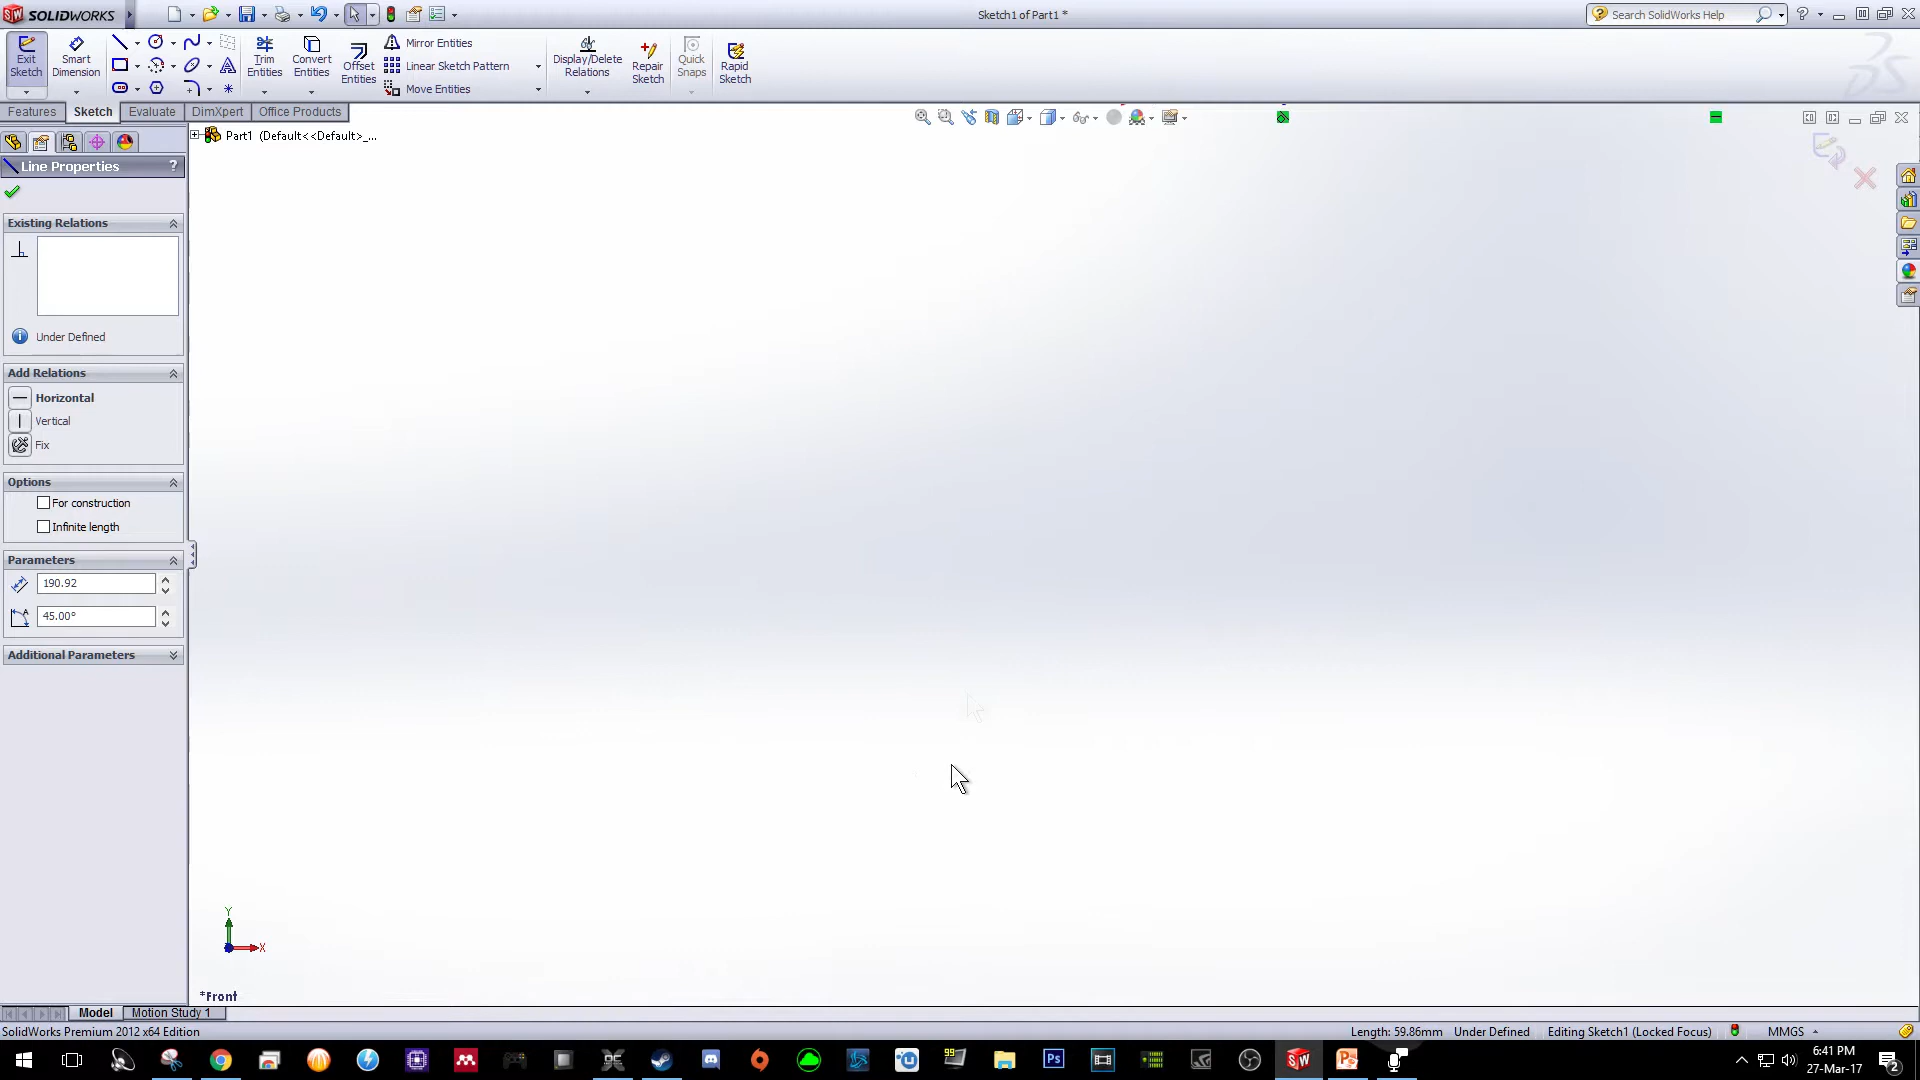 SOLIDWORKS
Sketch1 of Part1 *
Search SolidWorks Help
Exit Sketch
Smart Dimension
Trim Entities
Convert Entities
Offset Entities
Mirror Entities
Linear Sketch Pattern
Move Entities
Display/Delete Relations
Repair Sketch
Quick Snaps
Rapid Sketch
Features
Sketch
Evaluate
DimXpert
Office Products
Part1 (Default<<Default>_...
Line Properties
?
Existing Relations
Under Defined
Add Relations
Horizontal
Vertical
Fix
Options
For construction
Infinite length
Parameters
190.92
45.00°
Additional Parameters
Y
X
*Front
Model
Motion Study 1
SolidWorks Premium 2012 x64 Edition
Length: 59.86mm
Under Defined
Editing Sketch1 (Locked Focus)
MMGS
99
Ps
SW
6:41 PM
27-Mar-17
2